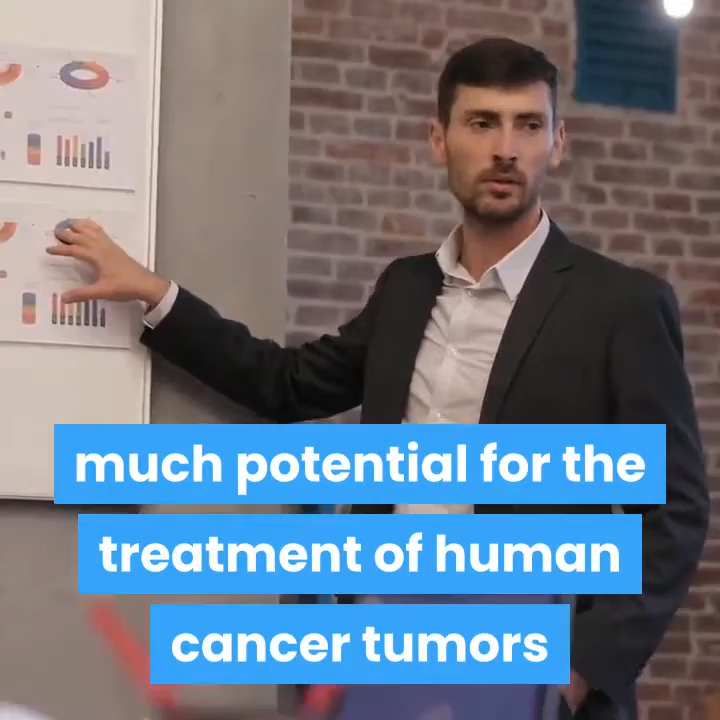 much potential for the
treatment of human
cancer tumors